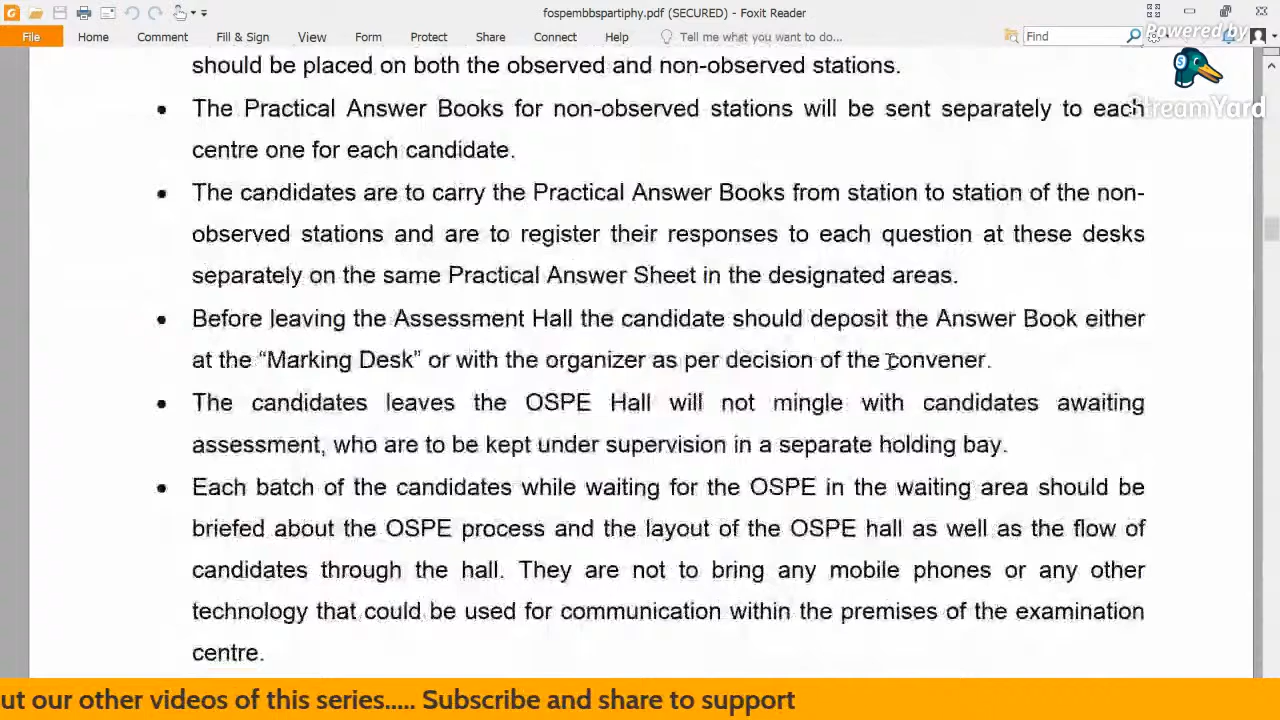 fospembbspartiphy.pdf (SECURED) - Foxit Reader
File Home Comment Fill & Sign View Form Protect Share Connect Help Tell me what you want to do... Find
Powered by
StreamYard
should be placed on both the observed and non-observed stations.
• The Practical Answer Books for non-observed stations will be sent separately to each
centre one for each candidate.
• The candidates are to carry the Practical Answer Books from station to station of the non-
observed stations and are to register their responses to each question at these desks
separately on the same Practical Answer Sheet in the designated areas.
• Before leaving the Assessment Hall the candidate should deposit the Answer Book either
at the “Marking Desk” or with the organizer as per decision of the convener.
• The candidates leaves the OSPE Hall will not mingle with candidates awaiting
assessment, who are to be kept under supervision in a separate holding bay.
• Each batch of the candidates while waiting for the OSPE in the waiting area should be
briefed about the OSPE process and the layout of the OSPE hall as well as the flow of
candidates through the hall. They are not to bring any mobile phones or any other
technology that could be used for communication within the premises of the examination
centre.
ut our other videos of this series..... Subscribe and share to support